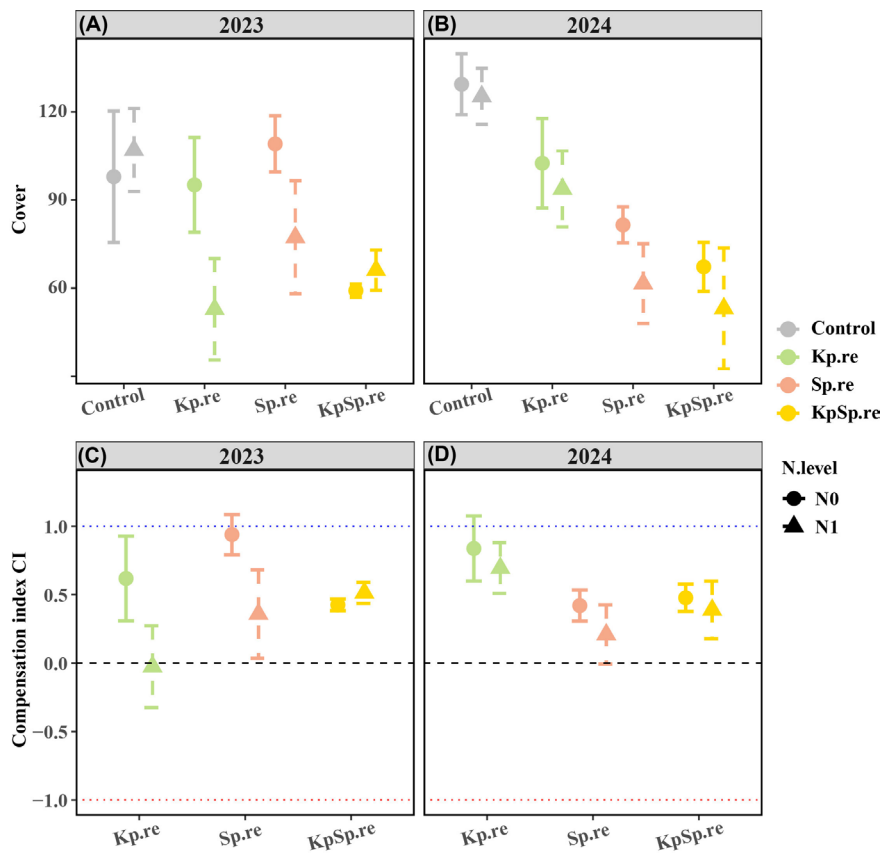 (A) 2023
(B) 2024
Cover
120
90
60
Control Kp.re Sp.re KpSp.re
Control Kp.re Sp.re KpSp.re
Control
Kp.re
Sp.re
KpSp.re
N.level
N0
N1
(C) 2023
(D) 2024
Compensation index CI
1.0
0.5
0.0
−0.5
−1.0
Kp.re Sp.re KpSp.re
Kp.re Sp.re KpSp.re